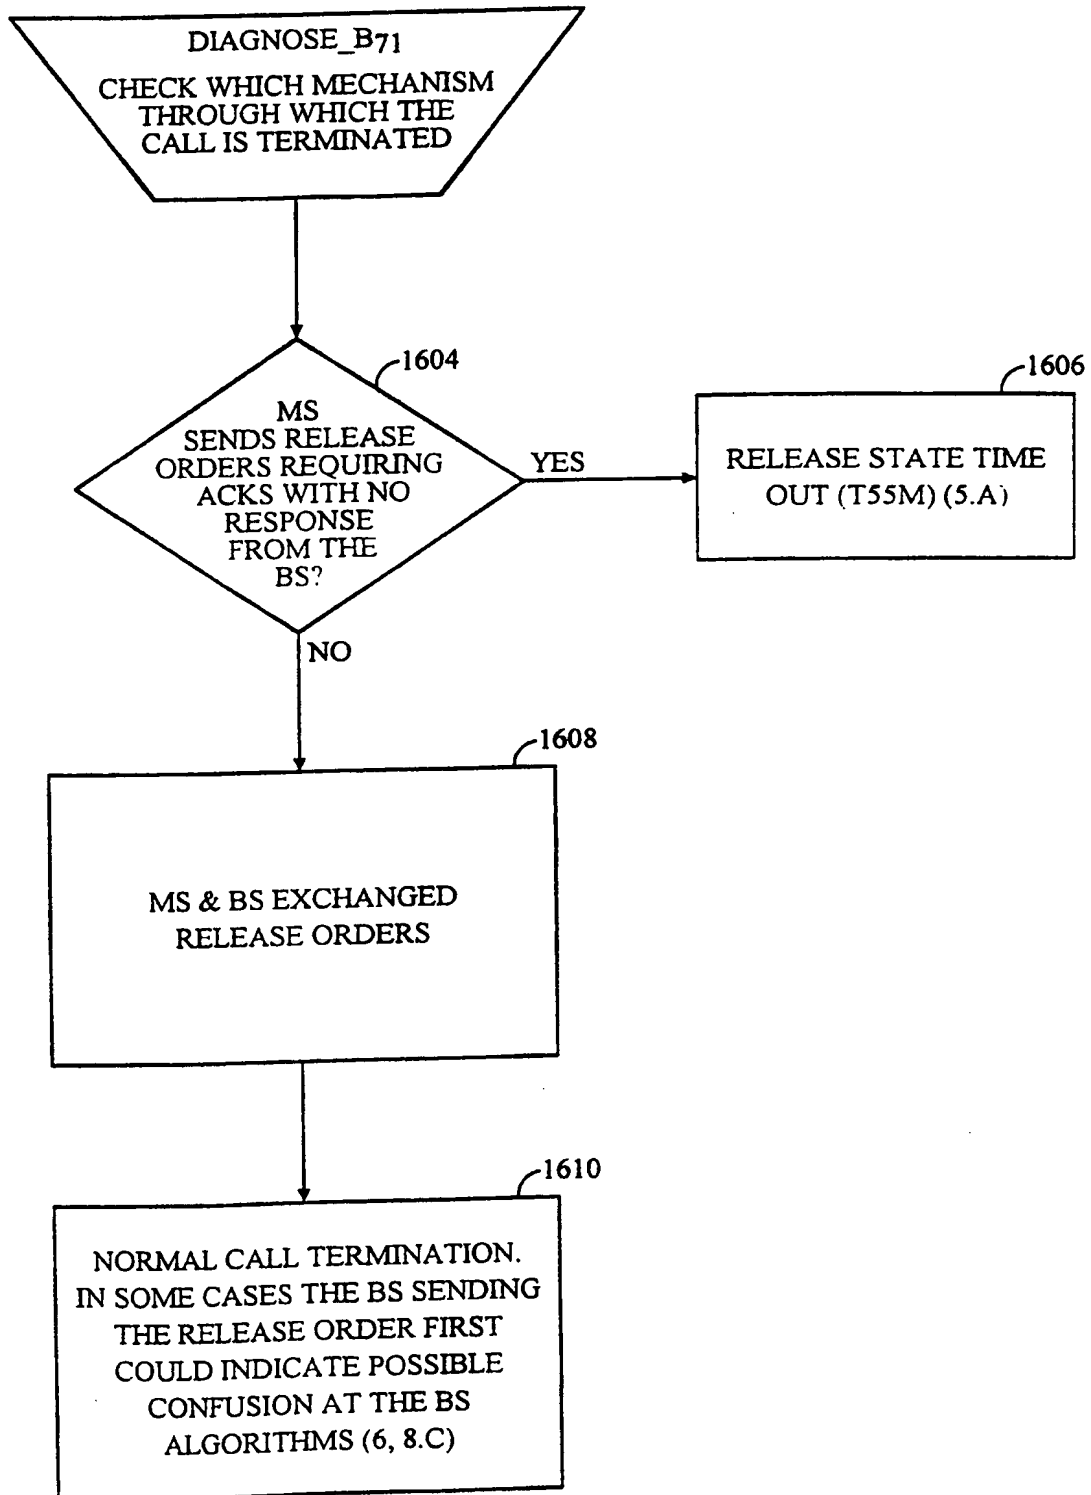 DIAGNOSE_B71
CHECK WHICH MECHANISM
THROUGH WHICH THE
CALL IS TERMINATED
1604
MS
SENDS RELEASE
ORDERS REQUIRING
ACKS WITH NO
RESPONSE
FROM THE
BS?
YES
1606
RELEASE STATE TIME
OUT (T55M) (5.A)
NO
1608
MS & BS EXCHANGED
RELEASE ORDERS
1610
NORMAL CALL TERMINATION.
IN SOME CASES THE BS SENDING
THE RELEASE ORDER FIRST
COULD INDICATE POSSIBLE
CONFUSION AT THE BS
ALGORITHMS (6, 8.C)